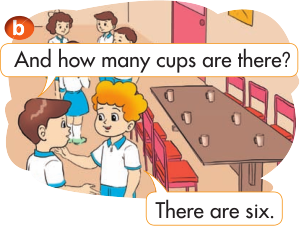 b
And how many cups are there?
There are six.